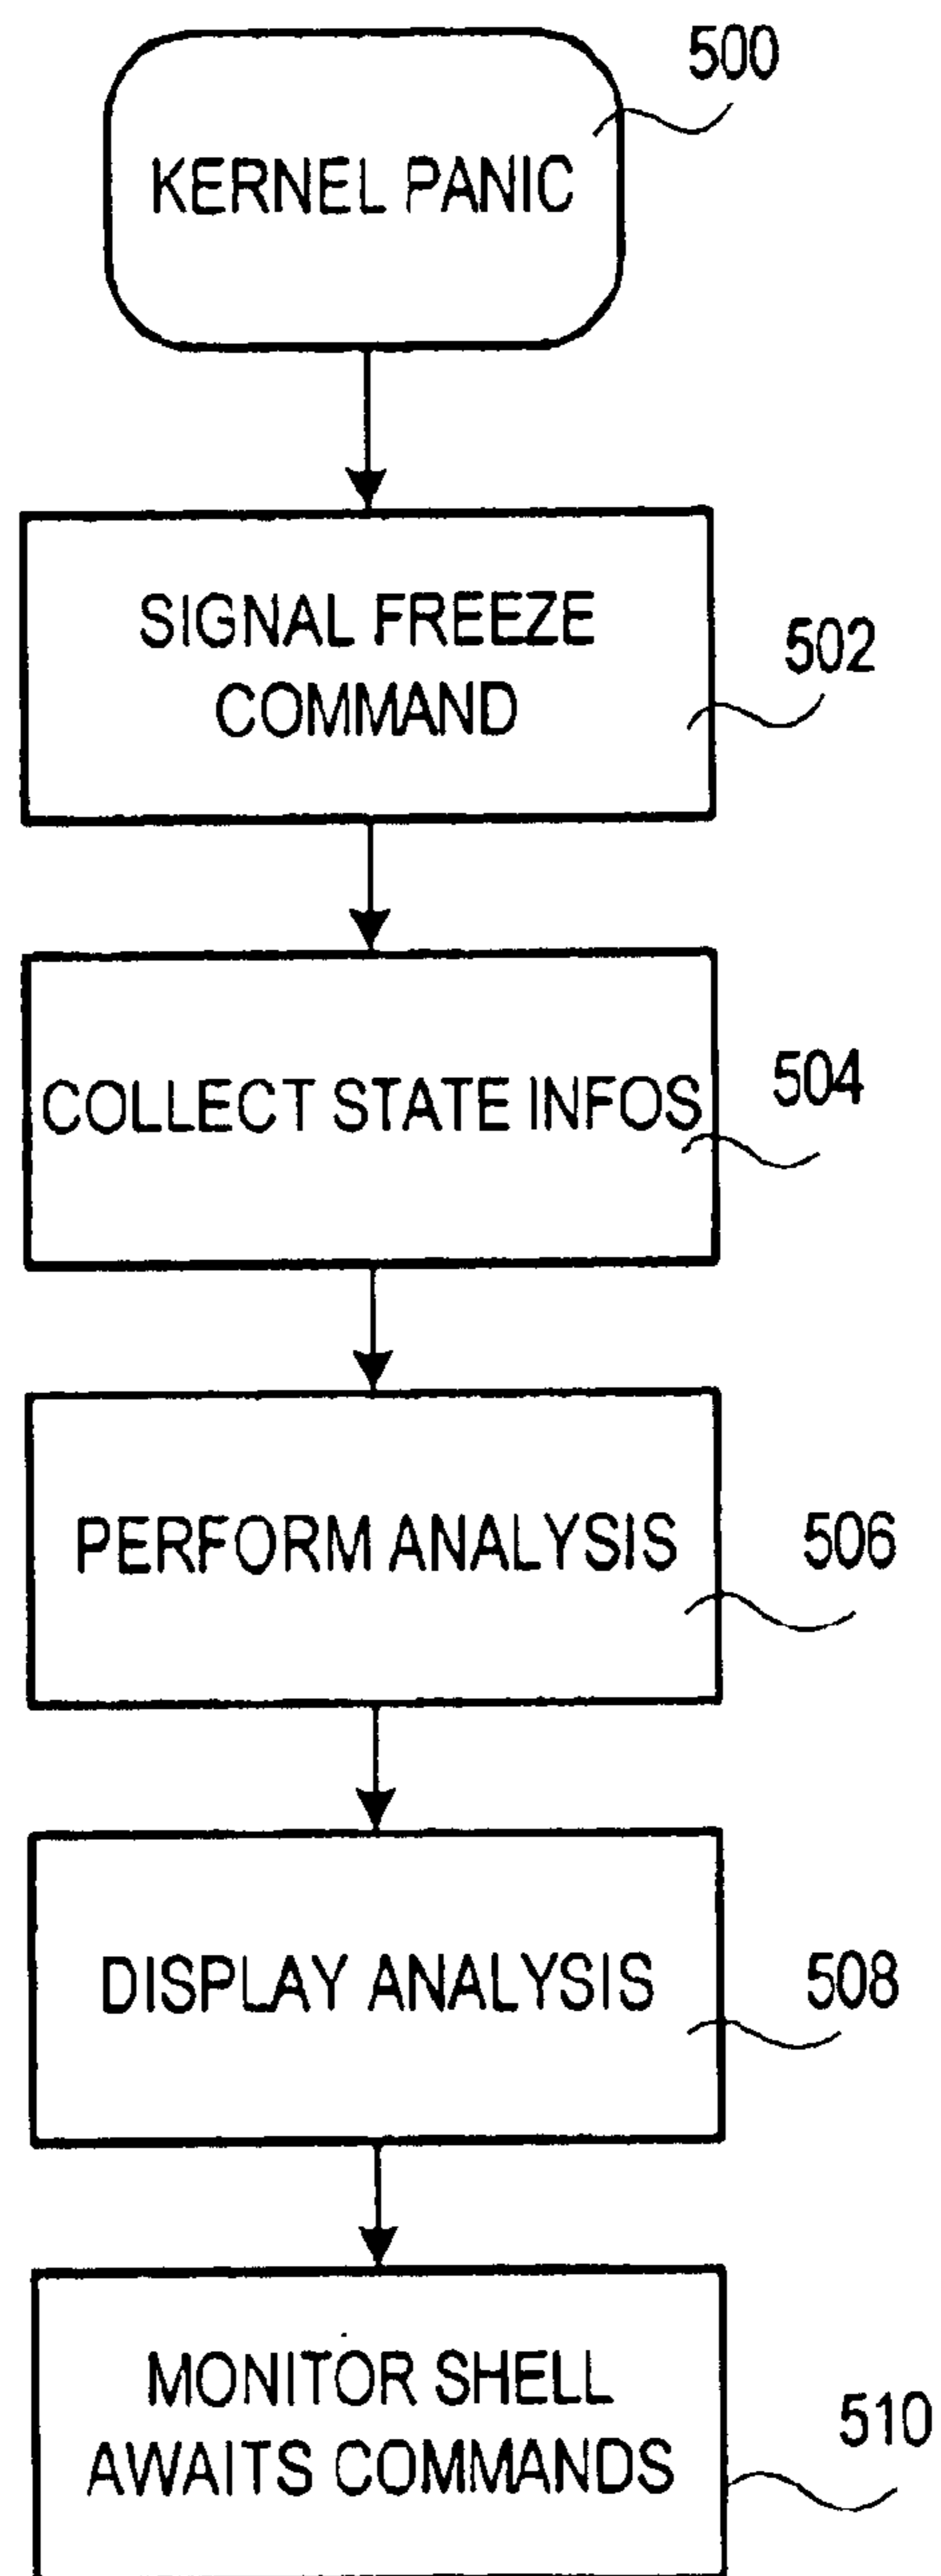 500
KERNEL PANIC
SIGNAL FREEZE
COMMAND
502
COLLECT STATE INFOS
504
PERFORM ANALYSIS
506
DISPLAY ANALYSIS
508
MONITOR SHELL
AWAITS COMMANDS
510